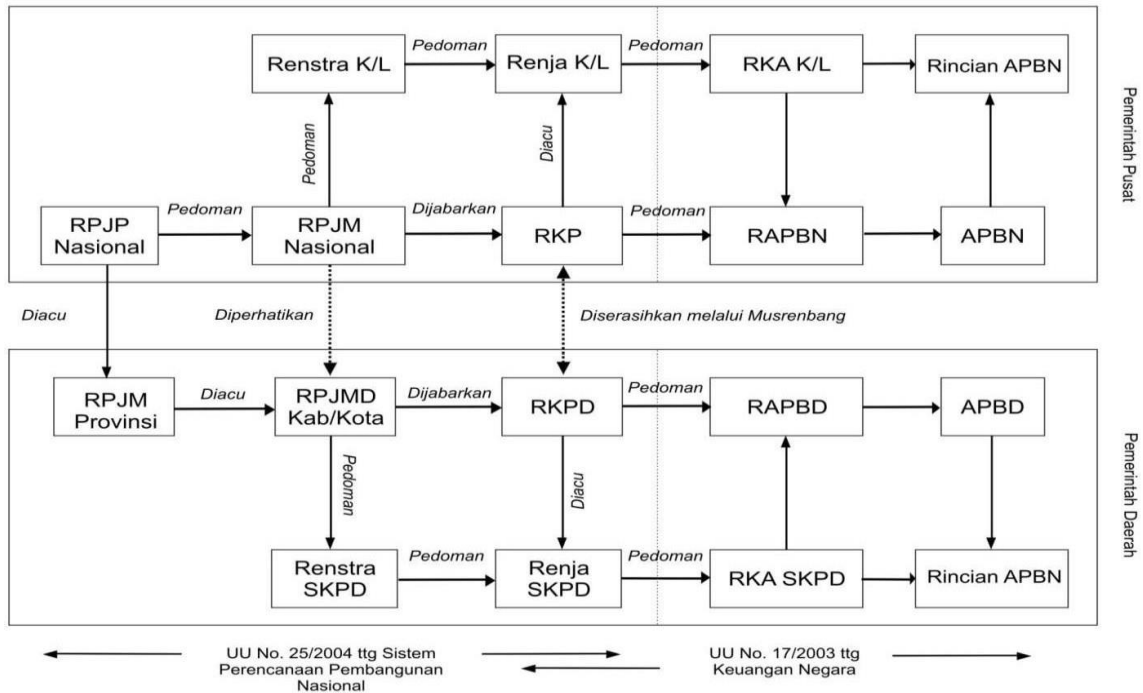 Pedoman
Pedoman
Renstra K/L
Renja K/L
RKA K/L
Rincian APBN
Pedoman
Diacu
Pemerintah Pusat
RPJP
Nasional
Pedoman
RPJM
Nasional
Dijabarkan
RKP
Pedoman
RAPBN
APBN
Diacu
Diperhatikan
Diserasihkan melalui Musrenbang
RPJM
Provinsi
Diacu
RPJMD
Kab/Kota
Dijabarkan
RKPD
Pedoman
RAPBD
APBD
Pedoman
Diacu
Pemerintah Daerah
Renstra
SKPD
Pedoman
Renja
SKPD
Pedoman
RKA SKPD
Rincian APBN
UU No. 25/2004 ttg Sistem
Perencanaan Pembangunan
Nasional
UU No. 17/2003 ttg
Keuangan Negara